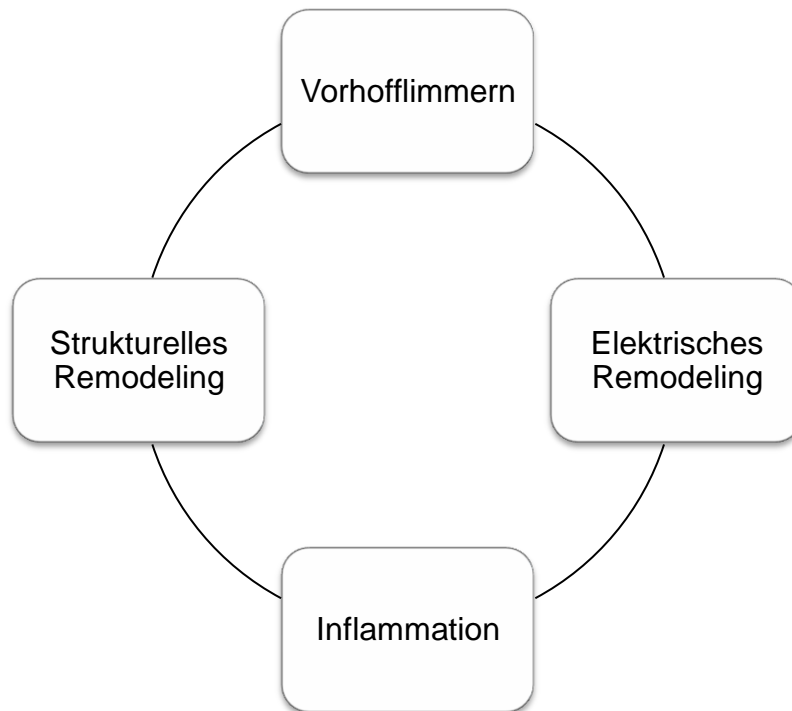 Vorhofflimmern
Strukturelles
Remodeling
Elektrisches
Remodeling
Inflammation